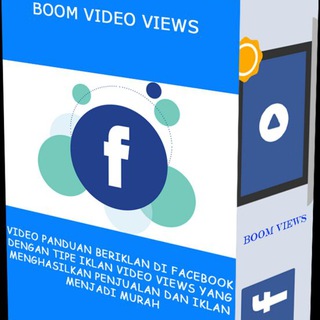 BOOM VIDEO VIEWS
f
VIDEO PANDUAN BERIKLAN DI FACEBOOK
DENGAN TIPE IKLAN VIDEO VIEWS YANG
MENGHASILKAN PENJUALAN DAN IKLAN
MENJADI MURAH
BOOM VIEWS
f